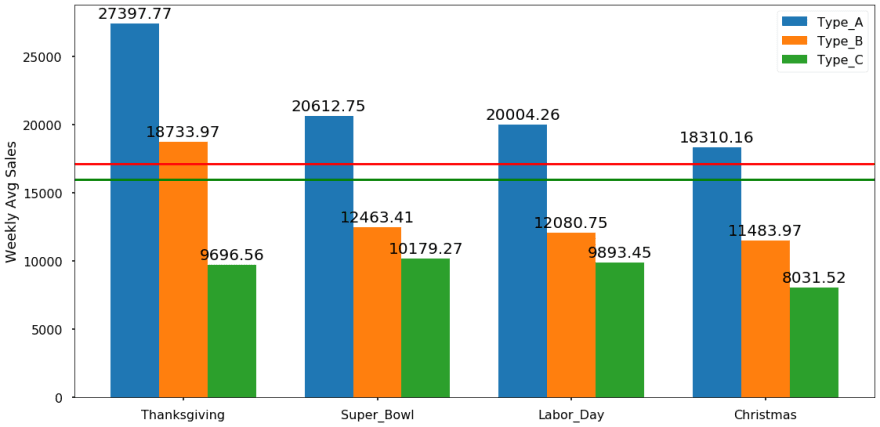 27397.77
Type_A
Type_B
Type_C
25000
20612.75
20004.26
20000
18733.97
18310.16
Weekly Avg Sales
15000
12463.41
12080.75
11483.97
10000
9696.56
10179.27
9893.45
8031.52
5000
0
Thanksgiving
Super_Bowl
Labor_Day
Christmas